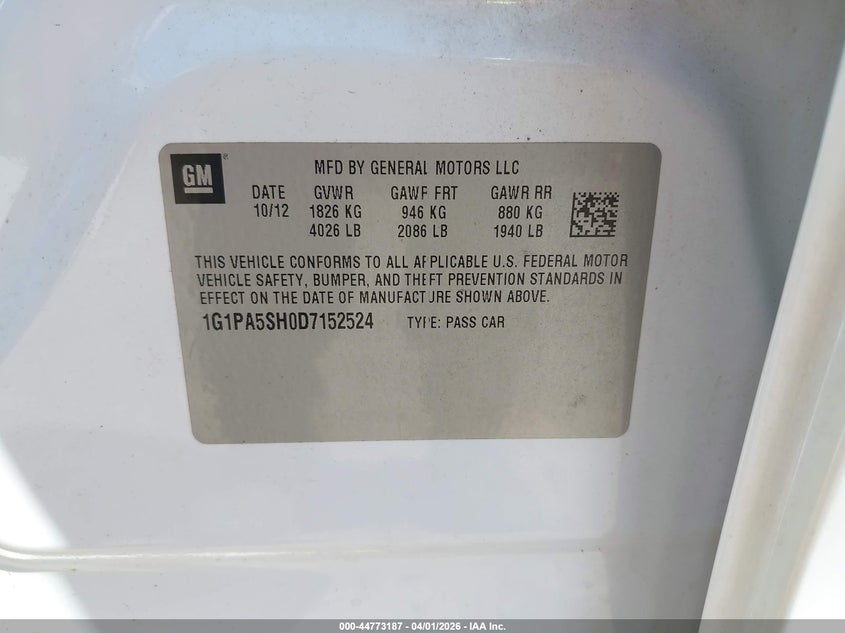 GM ®
MFD BY GENERAL MOTORS LLC
DATE GVWR GAWR FRT GAWR RR
10/12 1826 KG 946 KG 880 KG
4026 LB 2086 LB 1940 LB
THIS VEHICLE CONFORMS TO ALL APPLICABLE U.S. FEDERAL MOTOR
VEHICLE SAFETY, BUMPER, AND THEFT PREVENTION STANDARDS IN
EFFECT ON THE DATE OF MANUFACTURE SHOWN ABOVE.
1G1PA5SH0D7152524 TYPE: PASS CAR
000-44773187 - 04/01/2026 - IAA Inc.